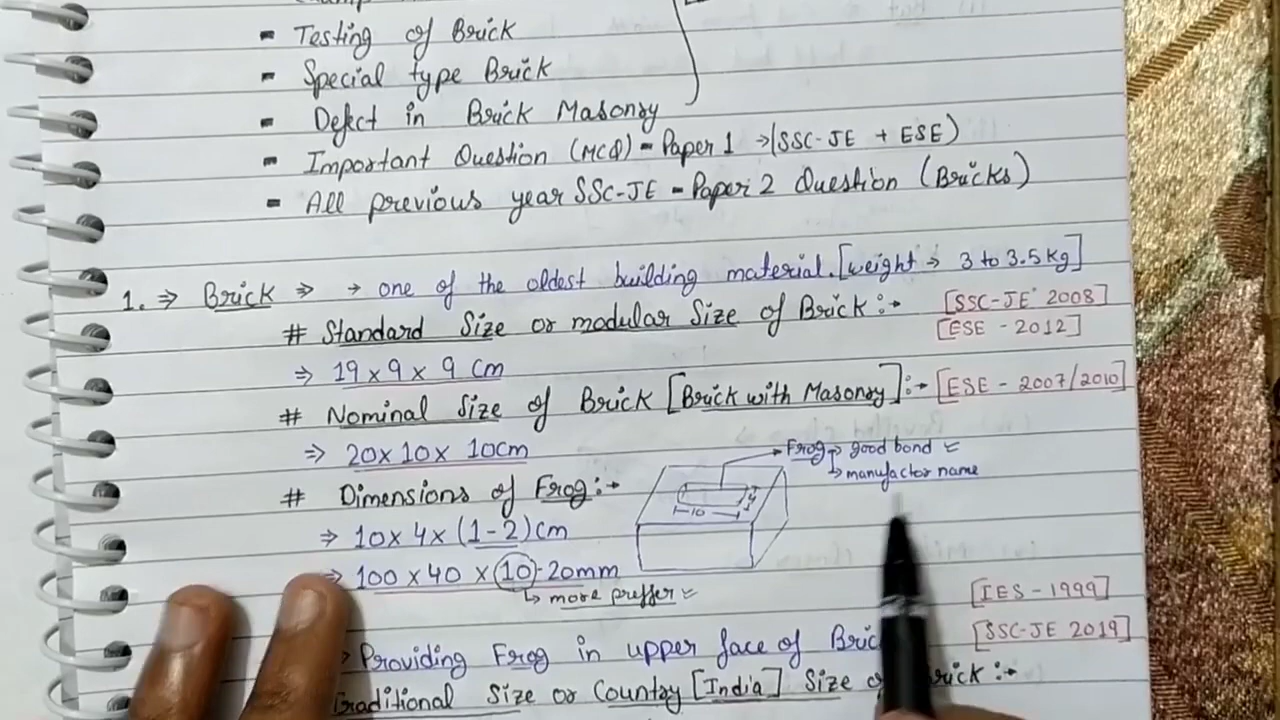 - Testing of Brick
- Special type Brick
- Defect in Brick Masonry
- Important Question (MCQ) - Paper 1 → (SSC-JE + ESE)
- All previous year SSC-JE - Paper 2 Question (Bricks)
1. ⇒ Brick ⇒ → one of the oldest building material. [weight → 3 to 3.5 kg]
# Standard Size or modular Size of Brick :- [SSC-JE 2008]
[ESE - 2012]
⇒ 19 x 9 x 9 cm
# Nominal Size of Brick [Brick with Masonry] :- [ESE - 2007/2010]
⇒ 20 x 10 x 10cm
Frog → good bond
↳ manufactor name
# Dimensions of Frog :-
10
4
⇒ 10 x 4 x (1-2) cm
⇒ 100 x 40 x (10)-20mm
↳ more preffer
[IES - 1999]
→ Providing Frog in upper face of
[SSC-JE 2019]
Traditional Size or Country [India] Size :-